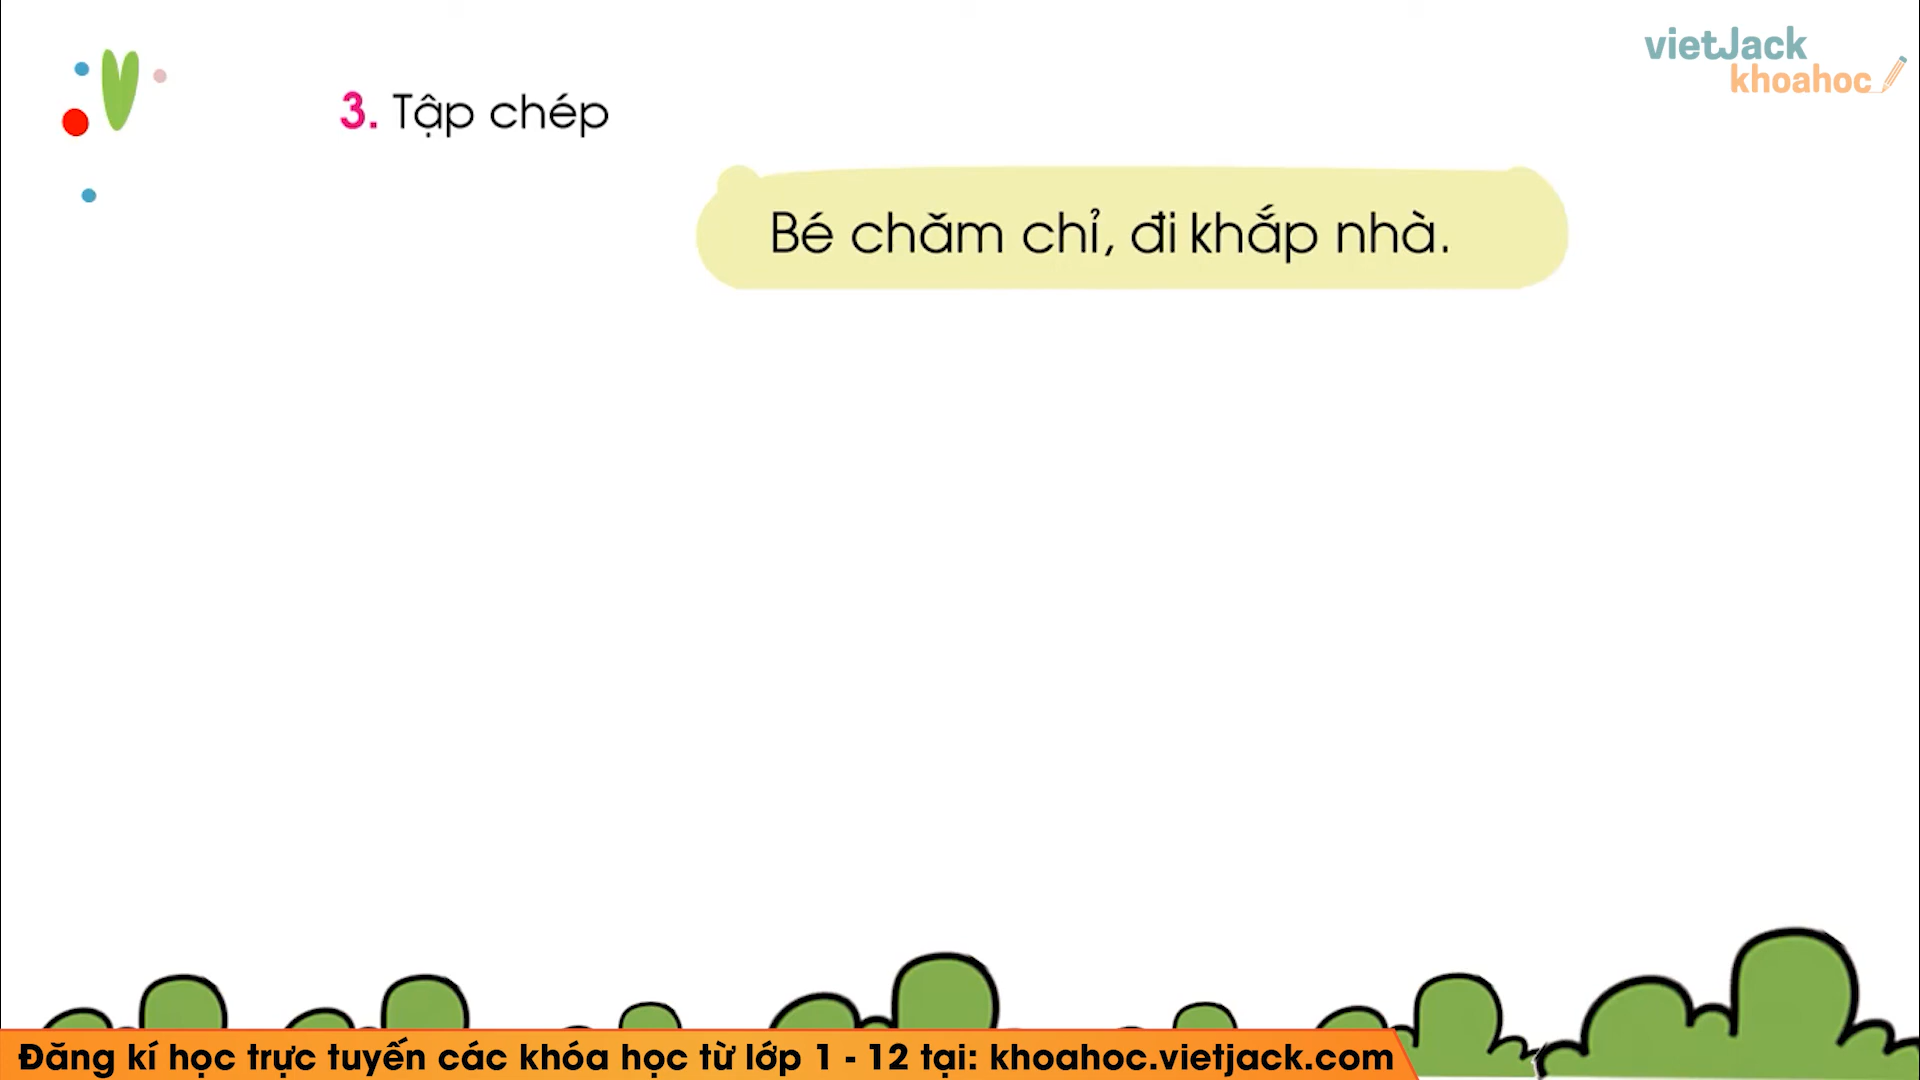 vietJack
khoahoc
3. Tập chép
Bé chăm chỉ, đi khắp nhà.
Đăng kí học trực tuyến các khóa học từ lớp 1 - 12 tại: khoahoc.vietjack.com